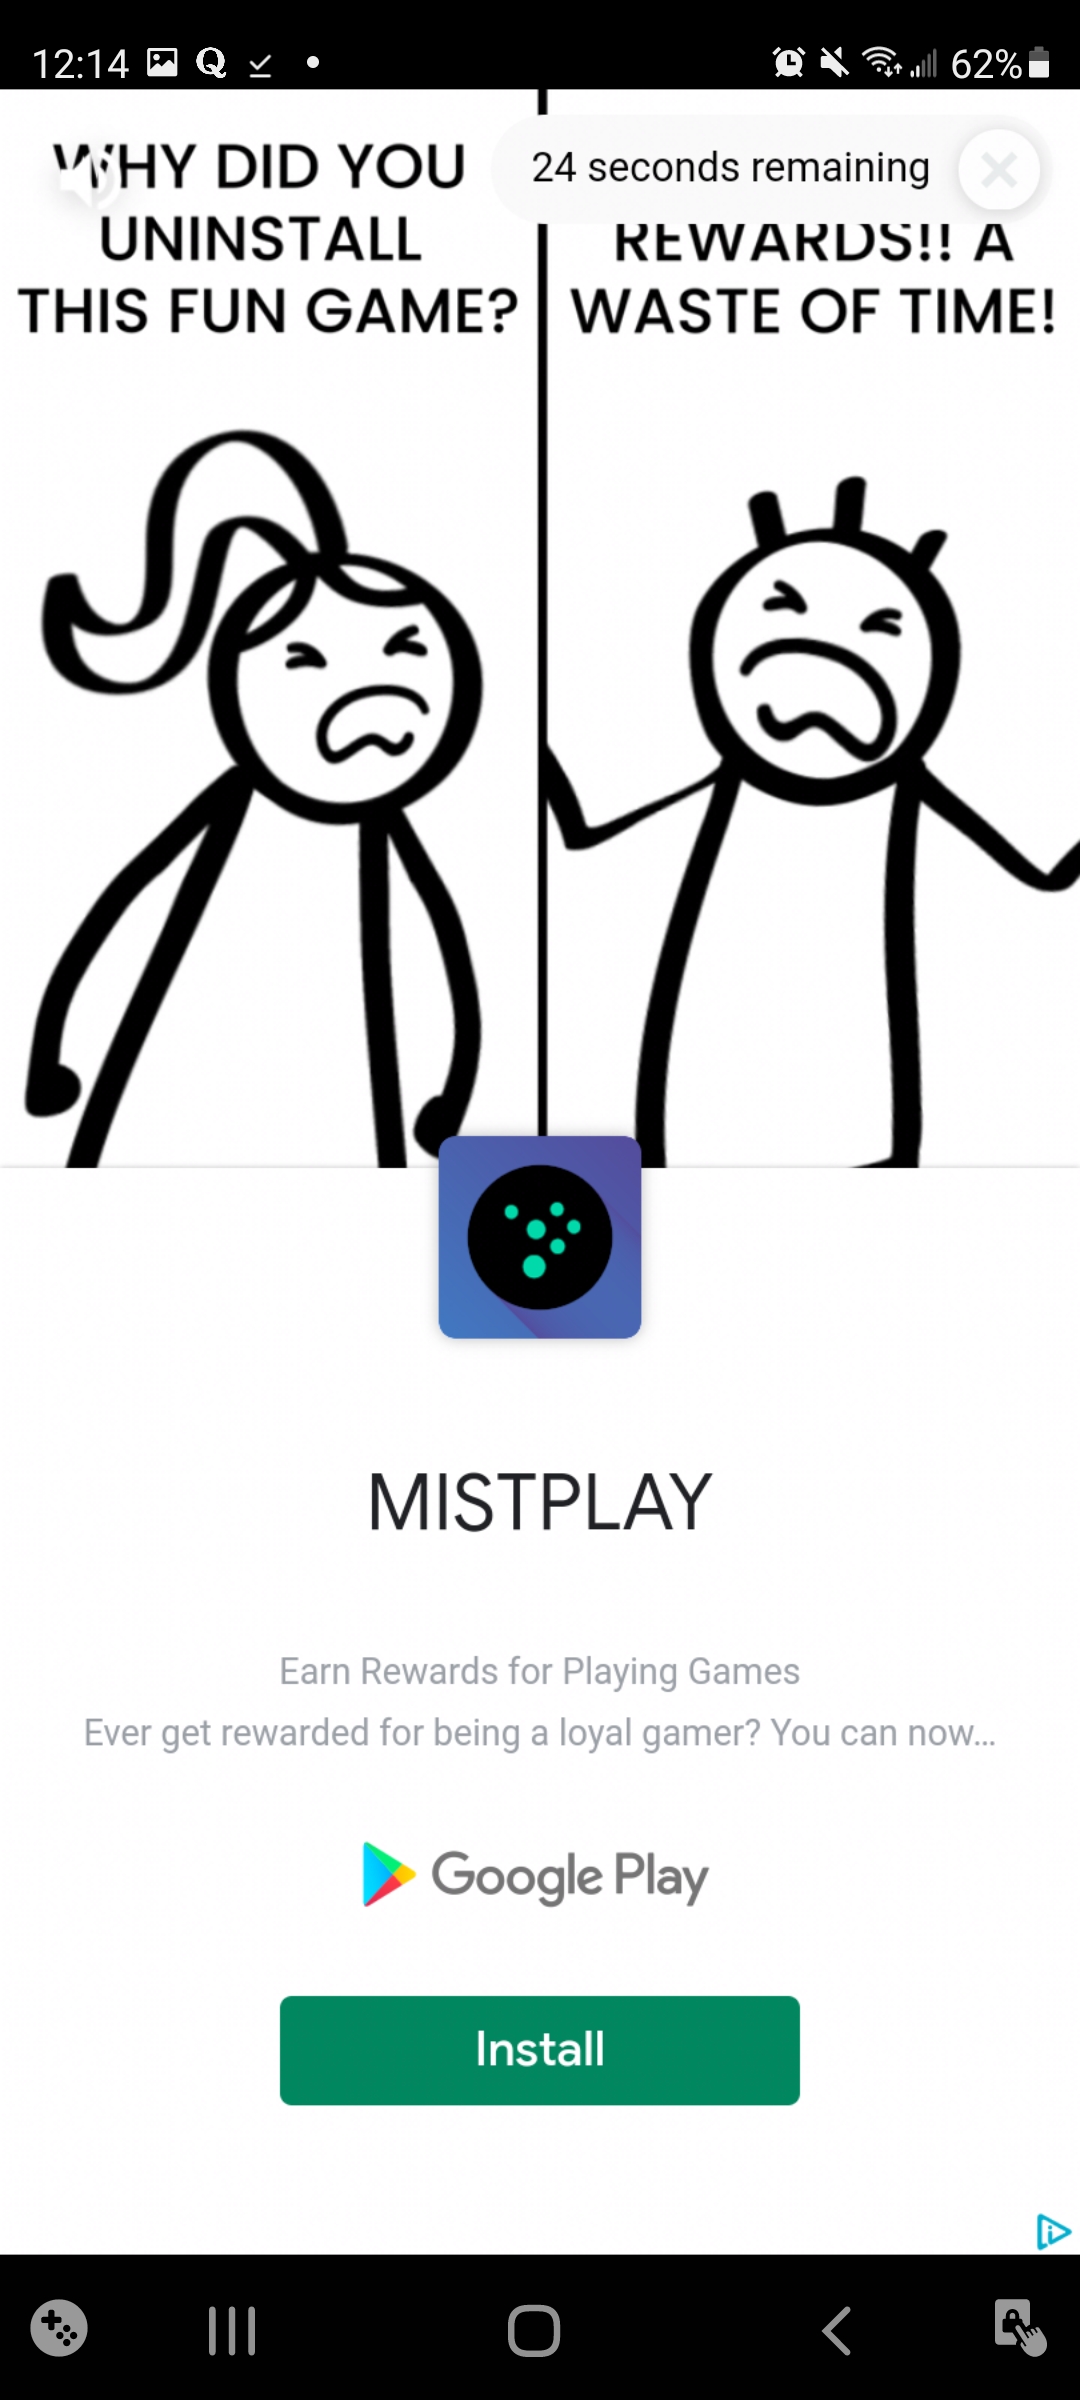 12:14
62%
24 seconds remaining
WHY DID YOU
UNINSTALL
THIS FUN GAME?
REWARDS!! A
WASTE OF TIME!
MISTPLAY
Earn Rewards for Playing Games
Ever get rewarded for being a loyal gamer? You can now...
Google Play
Install